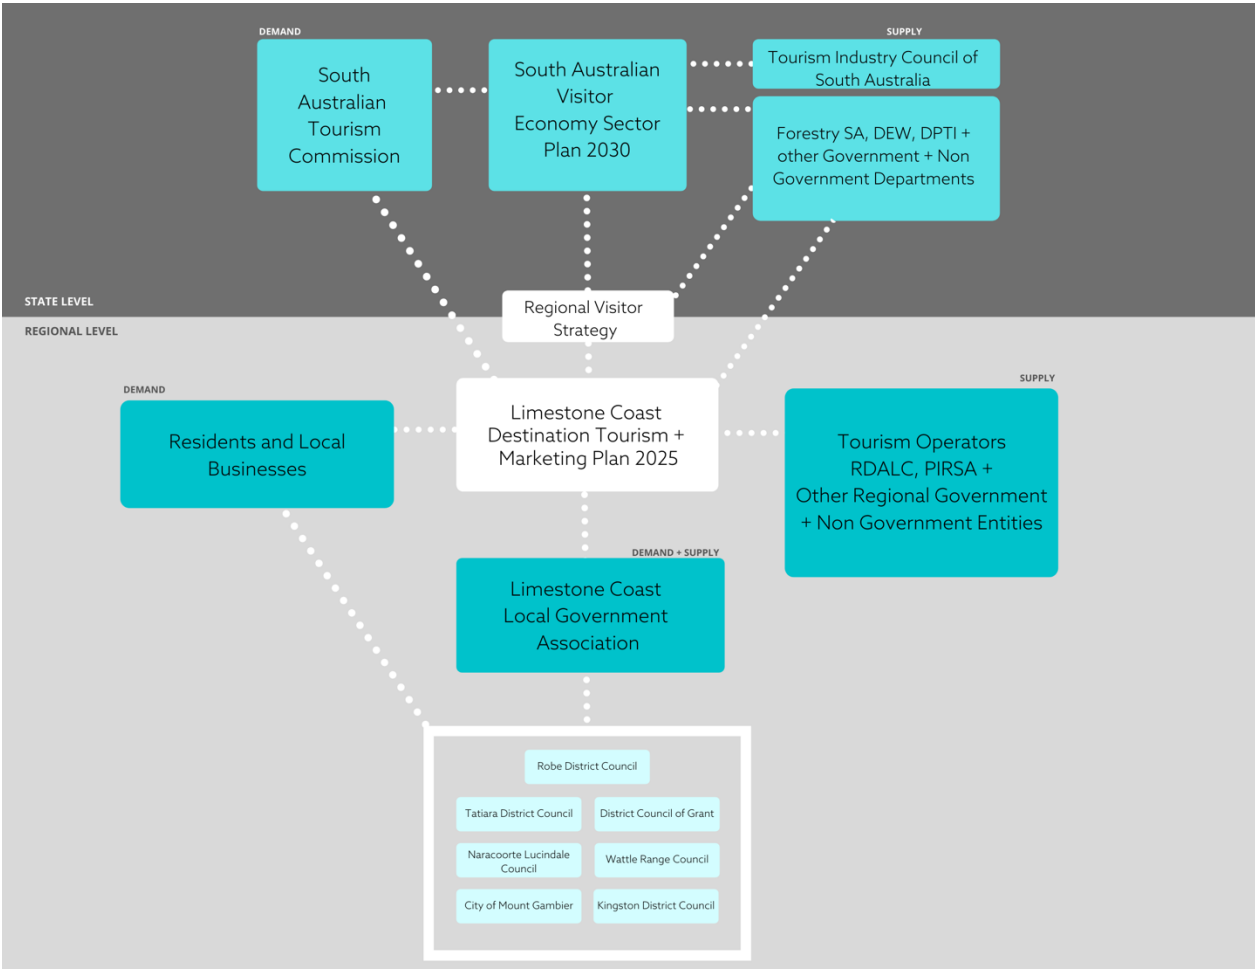 DEMAND
South
Australian
Tourism
Commission
South Australian
Visitor
Economy Sector
Plan 2030
SUPPLY
Tourism Industry Council of
South Australia
Forestry SA, DEW, DPTI +
other Government + Non
Government Departments
STATE LEVEL
Regional Visitor
Strategy
REGIONAL LEVEL
DEMAND
Residents and Local
Businesses
Limestone Coast
Destination Tourism +
Marketing Plan 2025
SUPPLY
Tourism Operators
RDALC, PIRSA +
Other Regional Government
+ Non Government Entities
DEMAND + SUPPLY
Limestone Coast
Local Government
Association
Robe District Council
Tatiara District Council
District Council of Grant
Naracoorte Lucindale
Council
Wattle Range Council
City of Mount Gambier
Kingston District Council